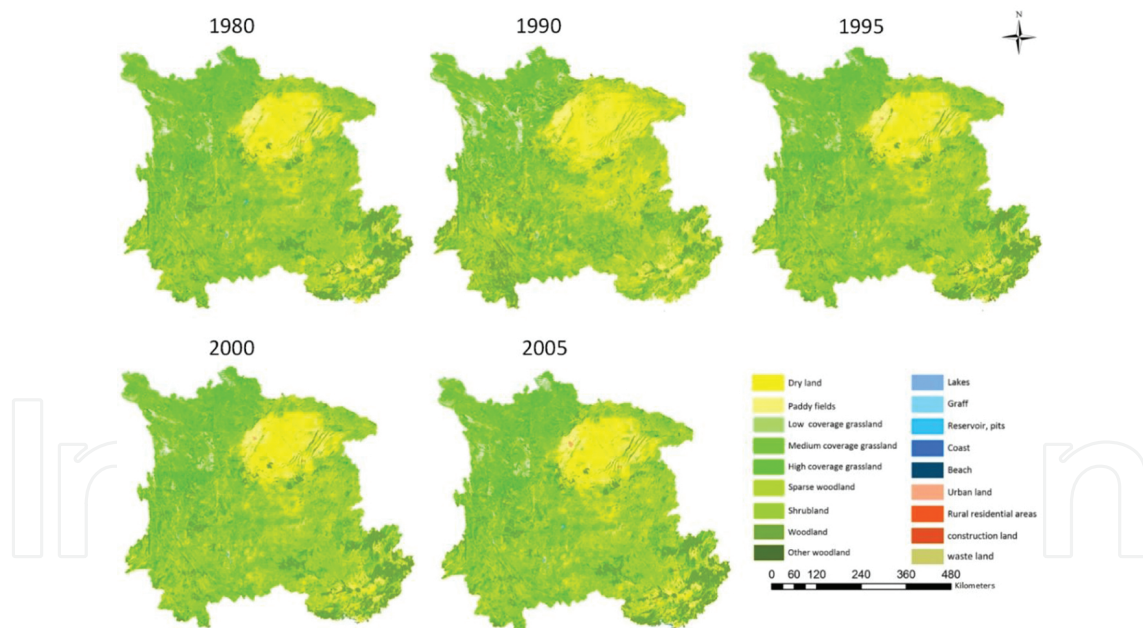 1980
1990
1995
N
2000
2005
Dry land
Paddy fields
Low coverage grassland
Medium coverage grassland
High coverage grassland
Sparse woodland
Shrubland
Woodland
Other woodland
Lakes
Graff
Reservoir, pits
Coast
Beach
Urban land
Rural residential areas
construction land
waste land
0 60 120 240 360 480
Kilometers